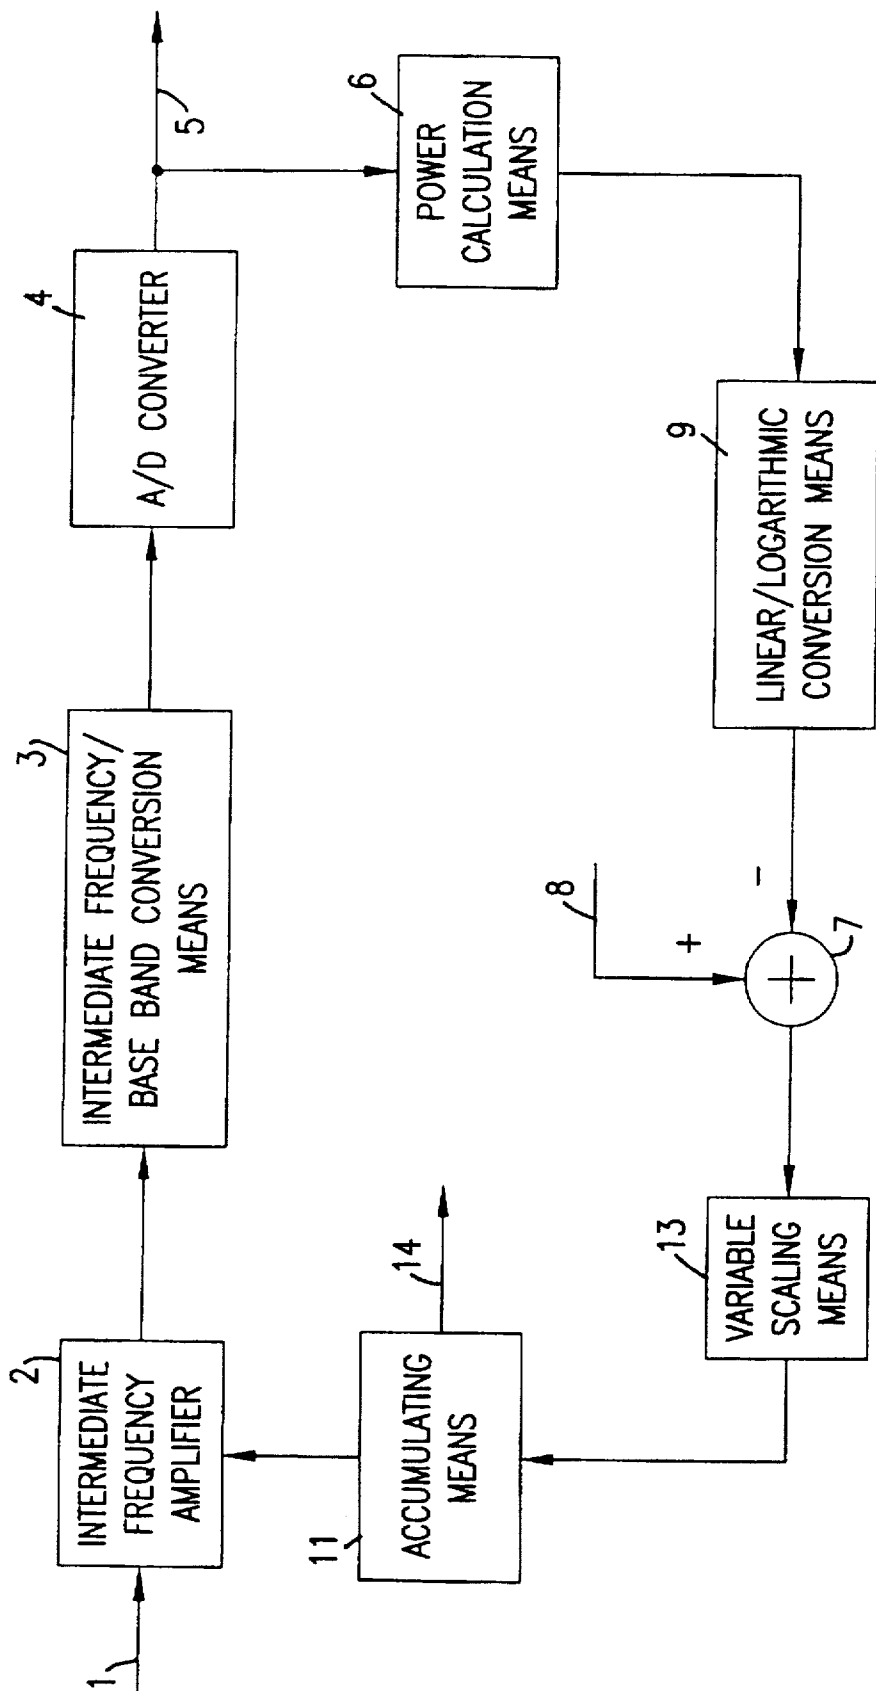 1
2
INTERMEDIATE
FREQUENCY
AMPLIFIER
3
INTERMEDIATE FREQUENCY/
BASE BAND CONVERSION
MEANS
4
A/D CONVERTER
5
11
ACCUMULATING
MEANS
14
6
POWER
CALCULATION
MEANS
13
VARIABLE
SCALING
MEANS
8
+
-
+
7
9
LINEAR/LOGARITHMIC
CONVERSION MEANS